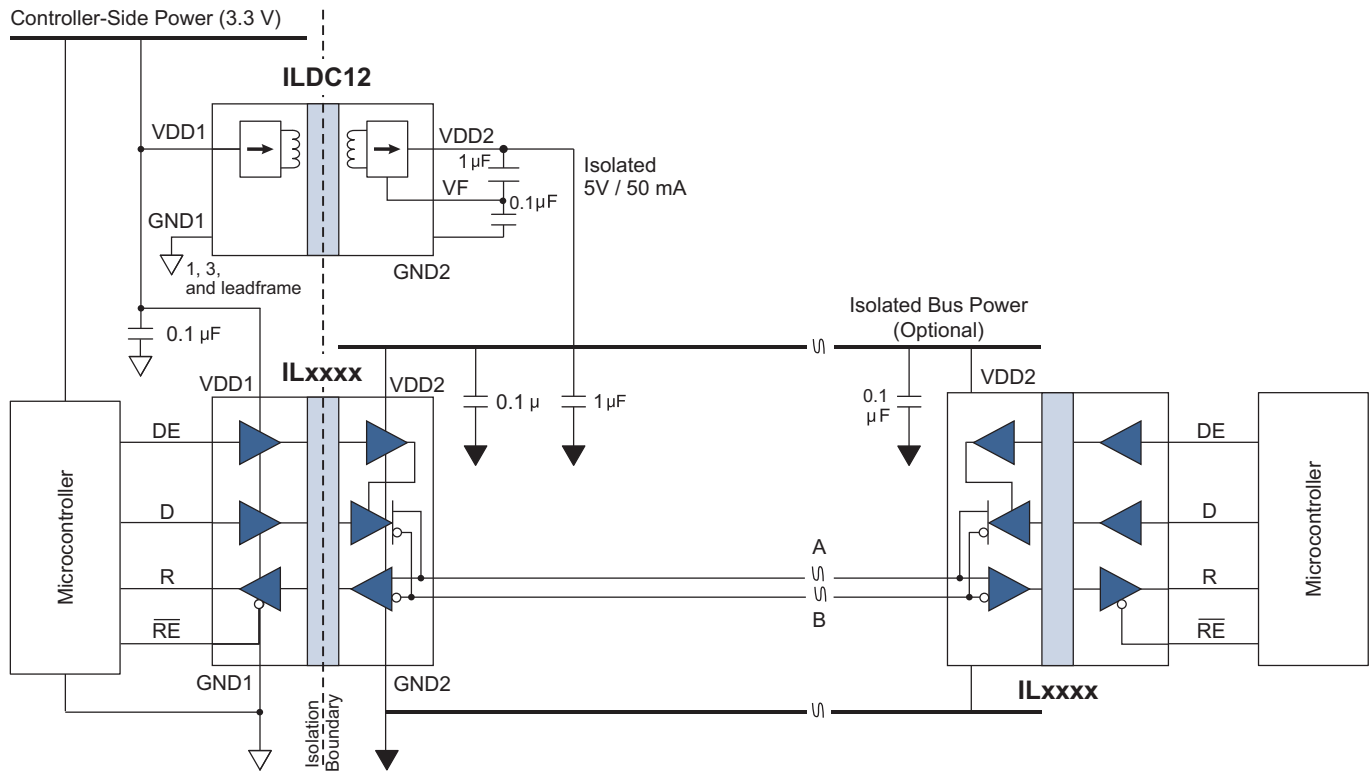 Controller-Side Power (3.3 V)
ILDC12
VDD1
VDD2
1 µF
VF
0.1µF
Isolated
5V / 50 mA
GND1
1, 3,
and leadframe
GND2
0.1 µF
Isolated Bus Power
(Optional)
ILxxxx
VDD1
VDD2
0.1 µ
1 µF
0.1
µF
VDD2
Microcontroller
DE
D
R
RE
A
B
DE
D
R
RE
Microcontroller
GND1
GND2
Isolation
Boundary
ILxxxx